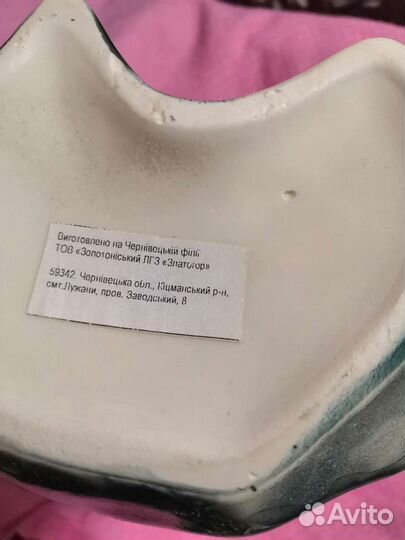 Виготовлено на Чернівецькій філії
ТОВ «Золотоніський ЛГЗ «Златогор»
59342, Чернівецька обл., Кіцманський р-н,
смт.Лужани, пров. Заводський, 8
Avito